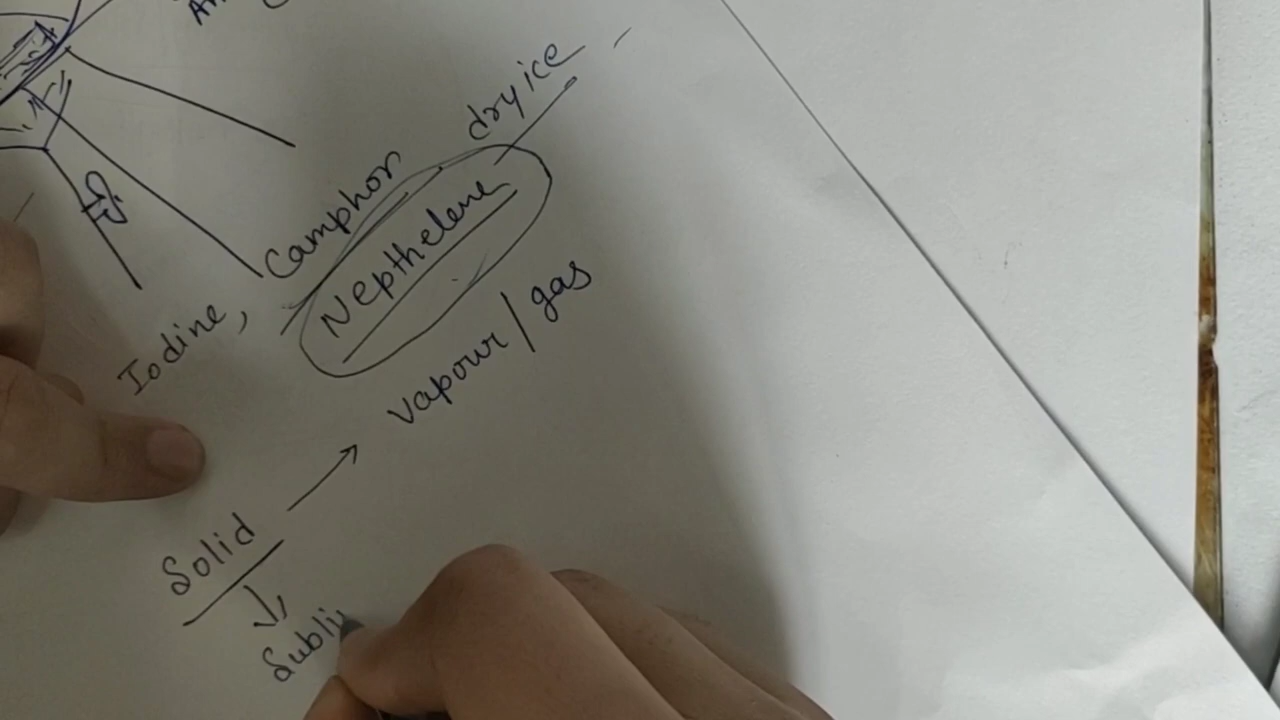 Iodine, Camphor dry ice
Nepthelene
Solid → vapour/gas
Subli